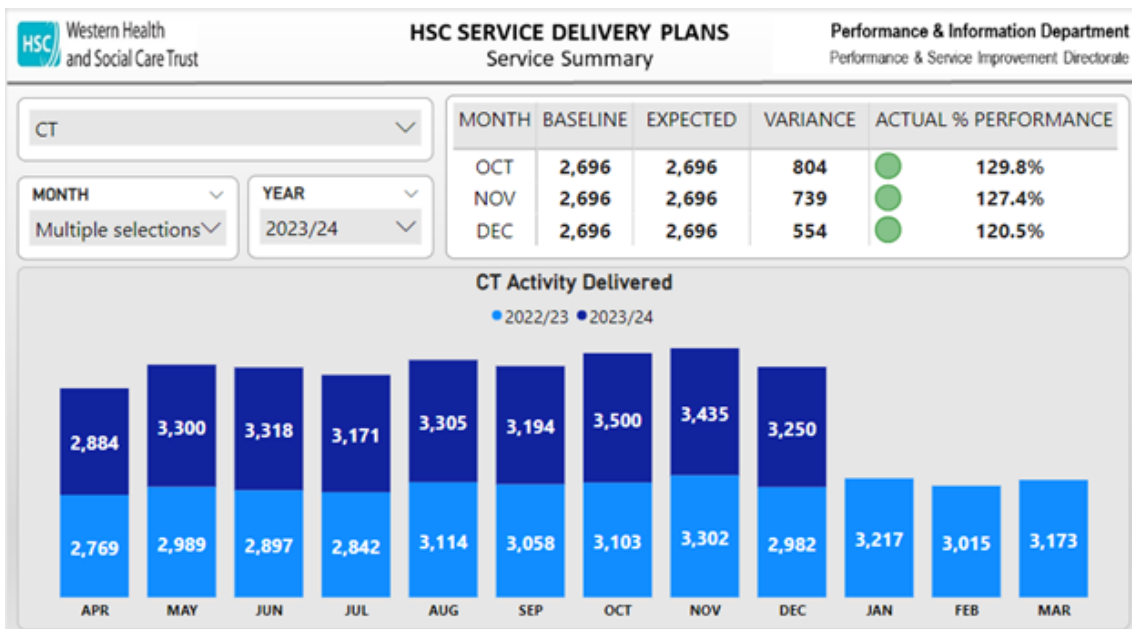 HSC
Western Health
and Social Care Trust
HSC SERVICE DELIVERY PLANS
Service Summary
Performance & Information Department
Performance & Service Improvement Directorate
CT
MONTH
Multiple selections
YEAR
2023/24
MONTH BASELINE EXPECTED VARIANCE ACTUAL % PERFORMANCE
OCT 2,696 2,696 804 129.8%
NOV 2,696 2,696 739 127.4%
DEC 2,696 2,696 554 120.5%
CT Activity Delivered
2022/23 2023/24
2,884 3,300 3,318 3,171 3,305 3,194 3,500 3,435 3,250
2,769 2,989 2,897 2,842 3,114 3,058 3,103 3,302 2,982 3,217 3,015 3,173
APR MAY JUN JUL AUG SEP OCT NOV DEC JAN FEB MAR